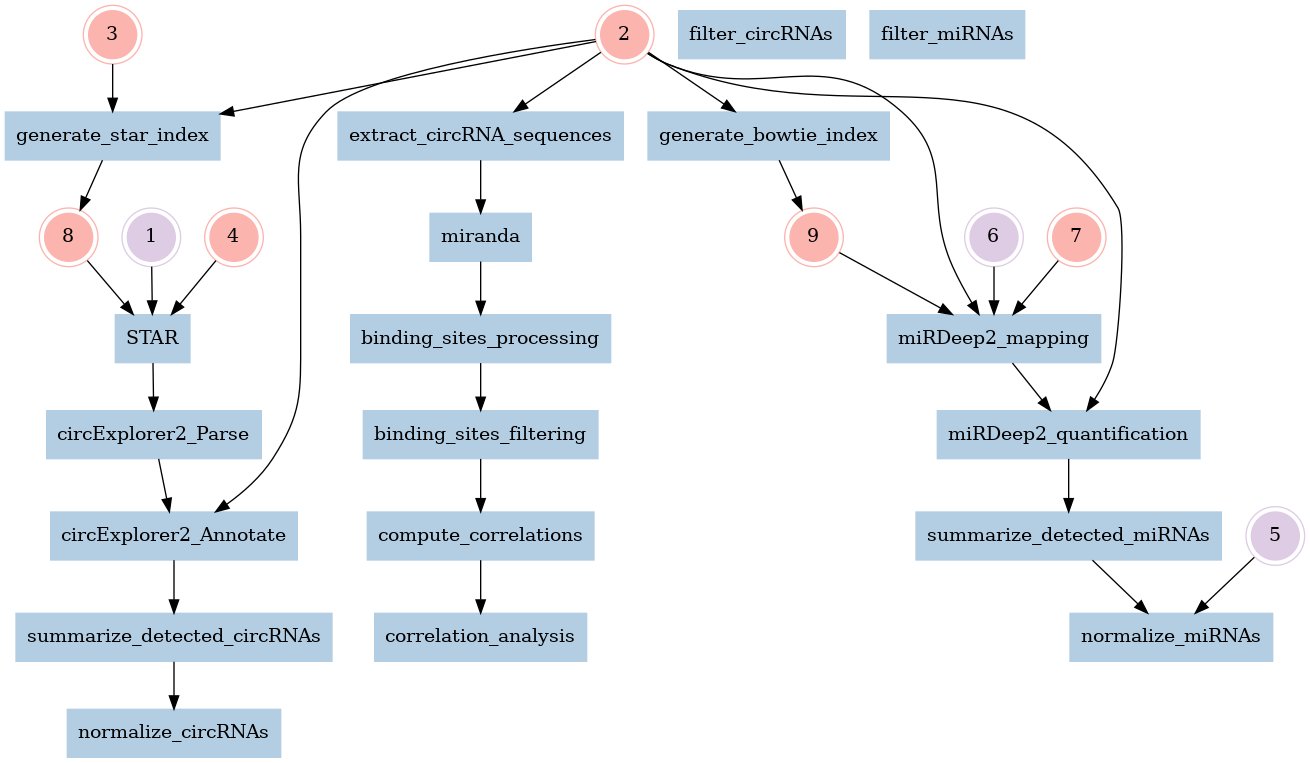 3
2
filter_circRNAs
filter_miRNAs
generate_star_index
extract_circRNA_sequences
generate_bowtie_index
8
1
4
miranda
9
6
7
STAR
binding_sites_processing
miRDeep2_mapping
circExplorer2_Parse
binding_sites_filtering
miRDeep2_quantification
circExplorer2_Annotate
compute_correlations
summarize_detected_miRNAs
5
summarize_detected_circRNAs
correlation_analysis
normalize_miRNAs
normalize_circRNAs